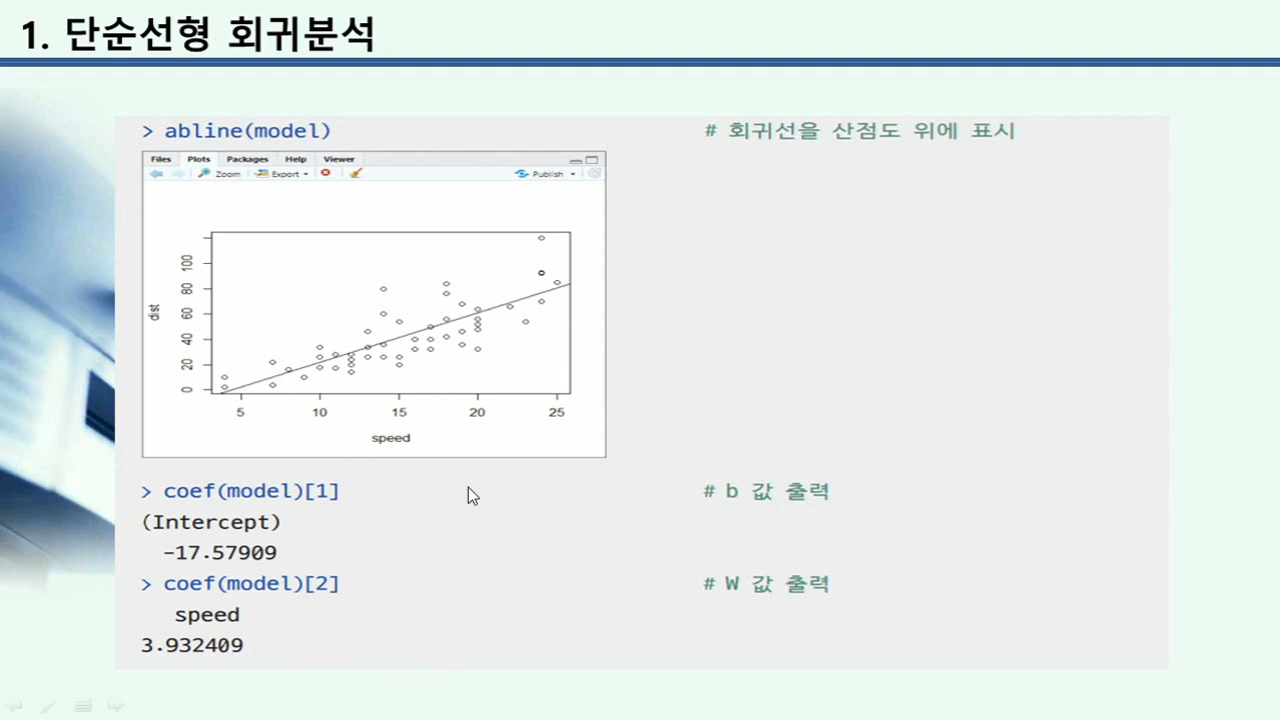 1. 단순선형 회귀분석
> abline(model) # 회귀선을 산점도 위에 표시
Files Plots Packages Help Viewer
Zoom Export Publish
dist
100
80
60
40
20
0
5 10 15 20 25
speed
> coef(model)[1] # b 값 출력
(Intercept)
-17.57909
> coef(model)[2] # W 값 출력
speed
3.932409